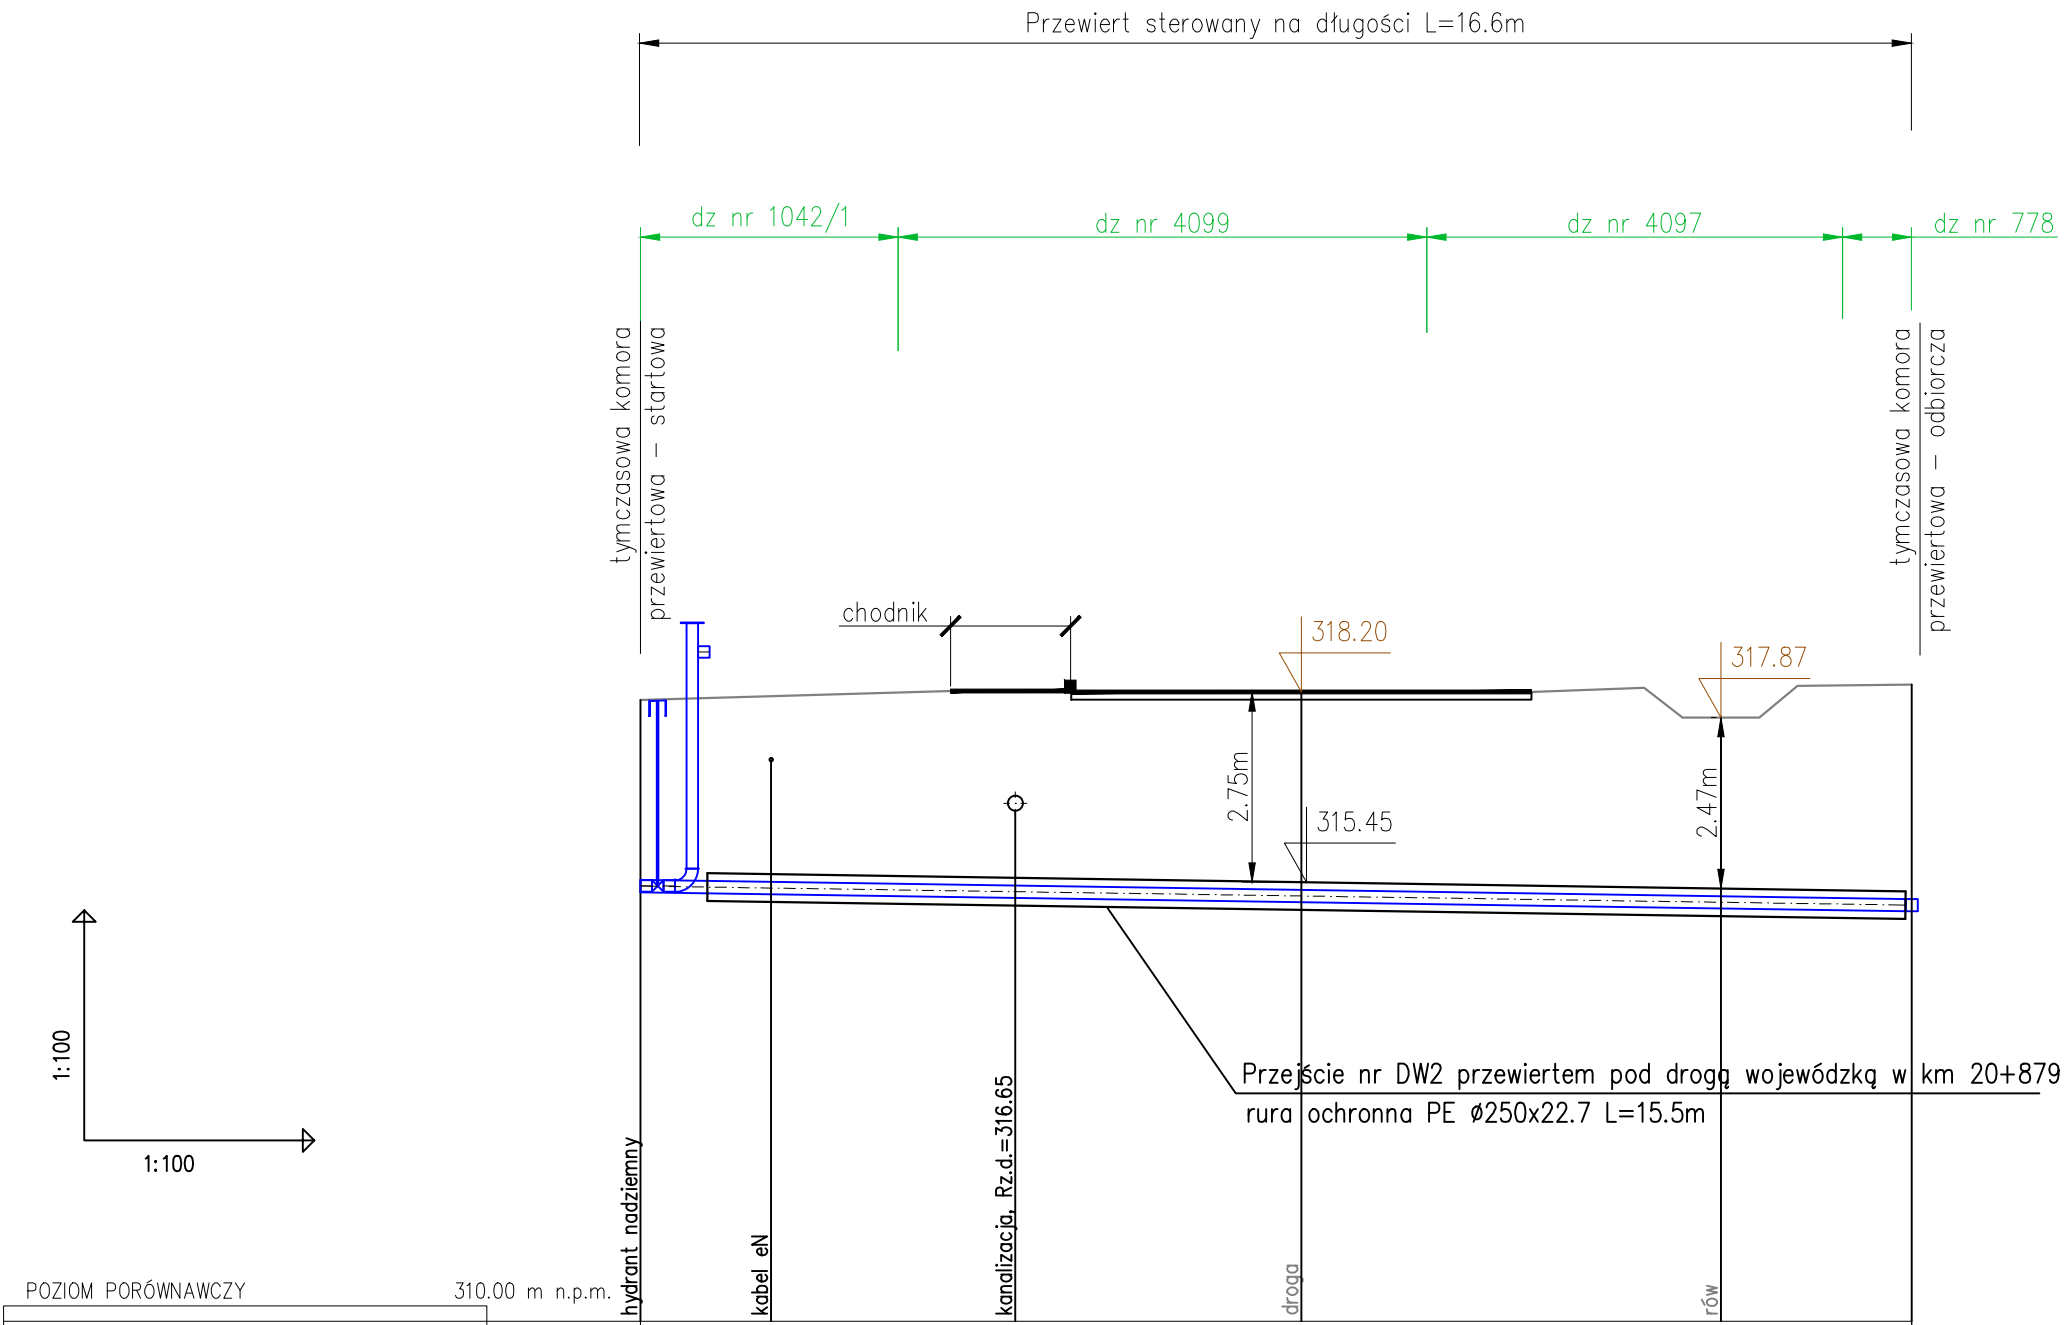 Przewiert sterowany na długości L=16.6m
dz nr 1042/1
dz nr 4099
dz nr 4097
dz nr 778
tymczasowa komora
przewiertowa – startowa
tymczasowa komora
przewiertowa – odbiorcza
chodnik
318.20
317.87
2.75m
2.47m
315.45
1:100
1:100
Przejście nr DW2 przewiertem pod drogą wojewódzką w km 20+879
rura ochronna PE ø250x22.7 L=15.5m
hydrant nadziemny
kabel eN
kanalizacja, Rz.d.=316.65
droga
rów
POZIOM PORÓWNAWCZY 310.00 m n.p.m.